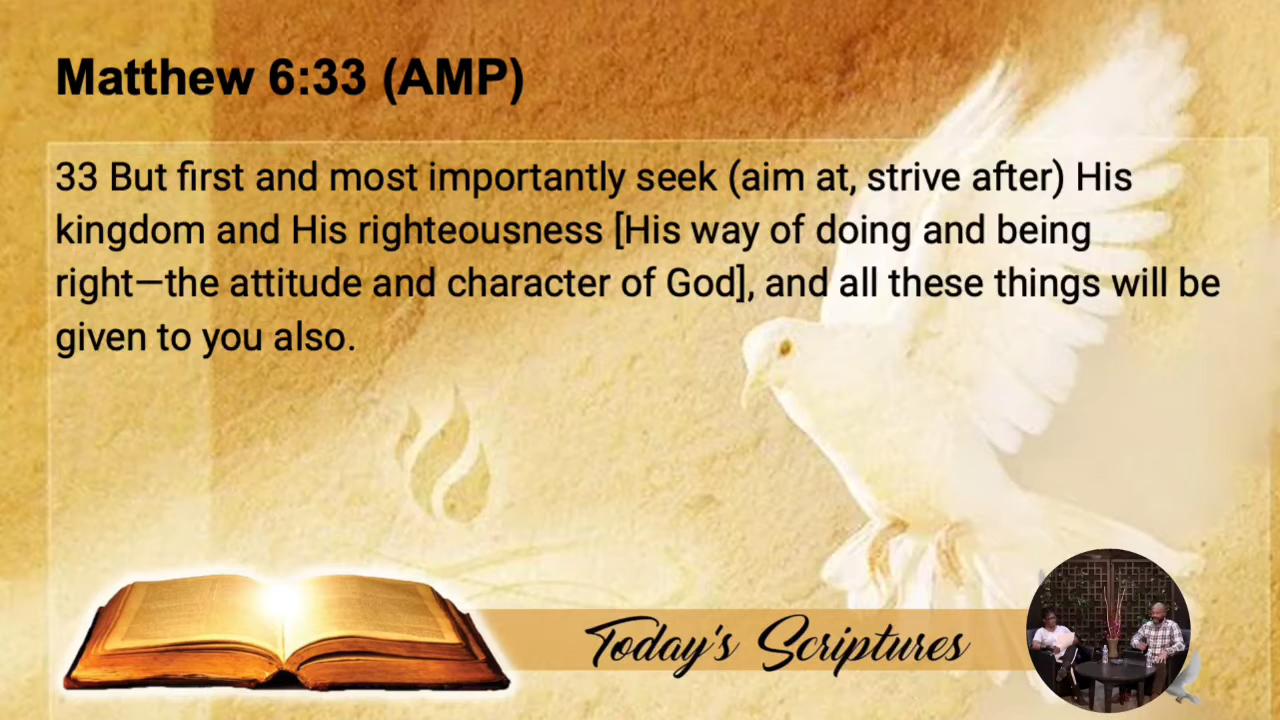 Matthew 6:33 (AMP)
33 But first and most importantly seek (aim at, strive after) His
kingdom and His righteousness [His way of doing and being
right—the attitude and character of God], and all these things will be
given to you also.
Today's Scriptures